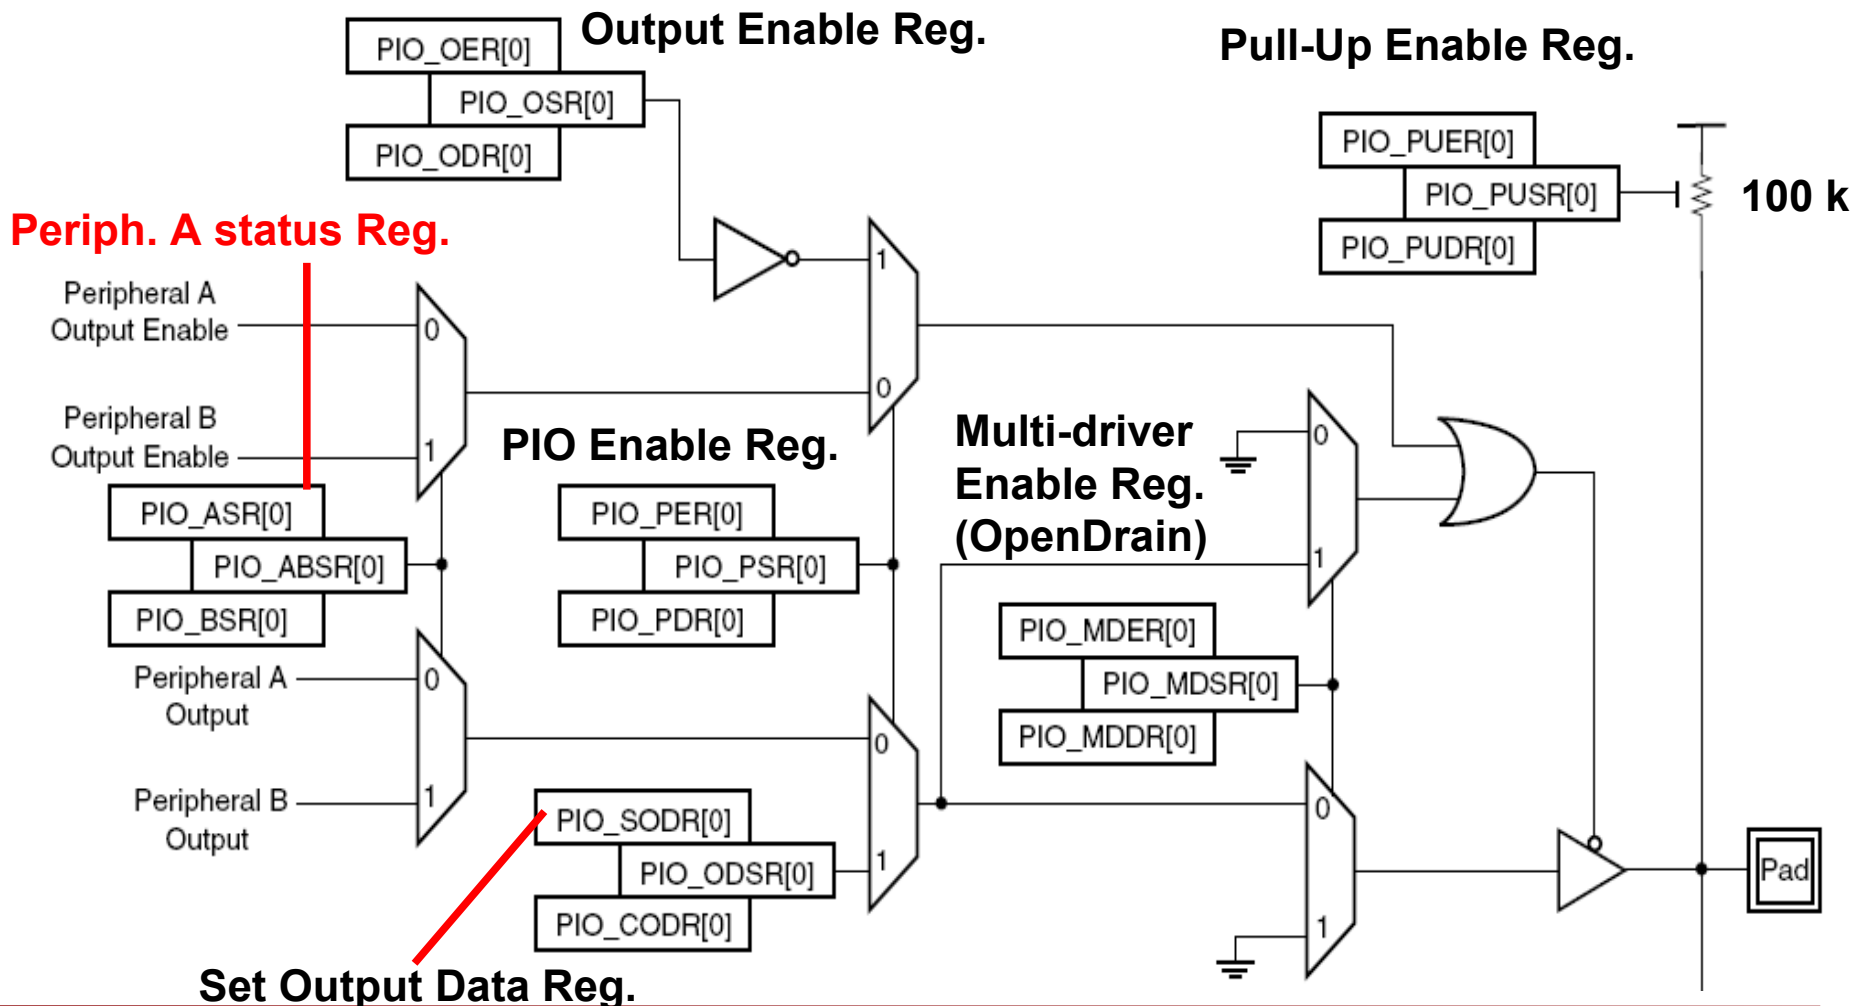 Output Enable Reg.
PIO_OER[0]
PIO_OSR[0]
PIO_ODR[0]
Pull-Up Enable Reg.
PIO_PUER[0]
PIO_PUSR[0]
PIO_PUDR[0]
100 k
Periph. A status Reg.
Peripheral A
Output Enable
0
1
Peripheral B
Output Enable
1
0
PIO_ASR[0]
PIO_ABSR[0]
PIO_BSR[0]
PIO Enable Reg.
PIO_PER[0]
PIO_PSR[0]
PIO_PDR[0]
Multi-driver
Enable Reg.
(OpenDrain)
0
1
PIO_MDER[0]
PIO_MDSR[0]
PIO_MDDR[0]
Peripheral A
Output
0
Peripheral B
Output
1
0
1
PIO_SODR[0]
PIO_ODSR[0]
PIO_CODR[0]
0
1
Pad
Set Output Data Reg.